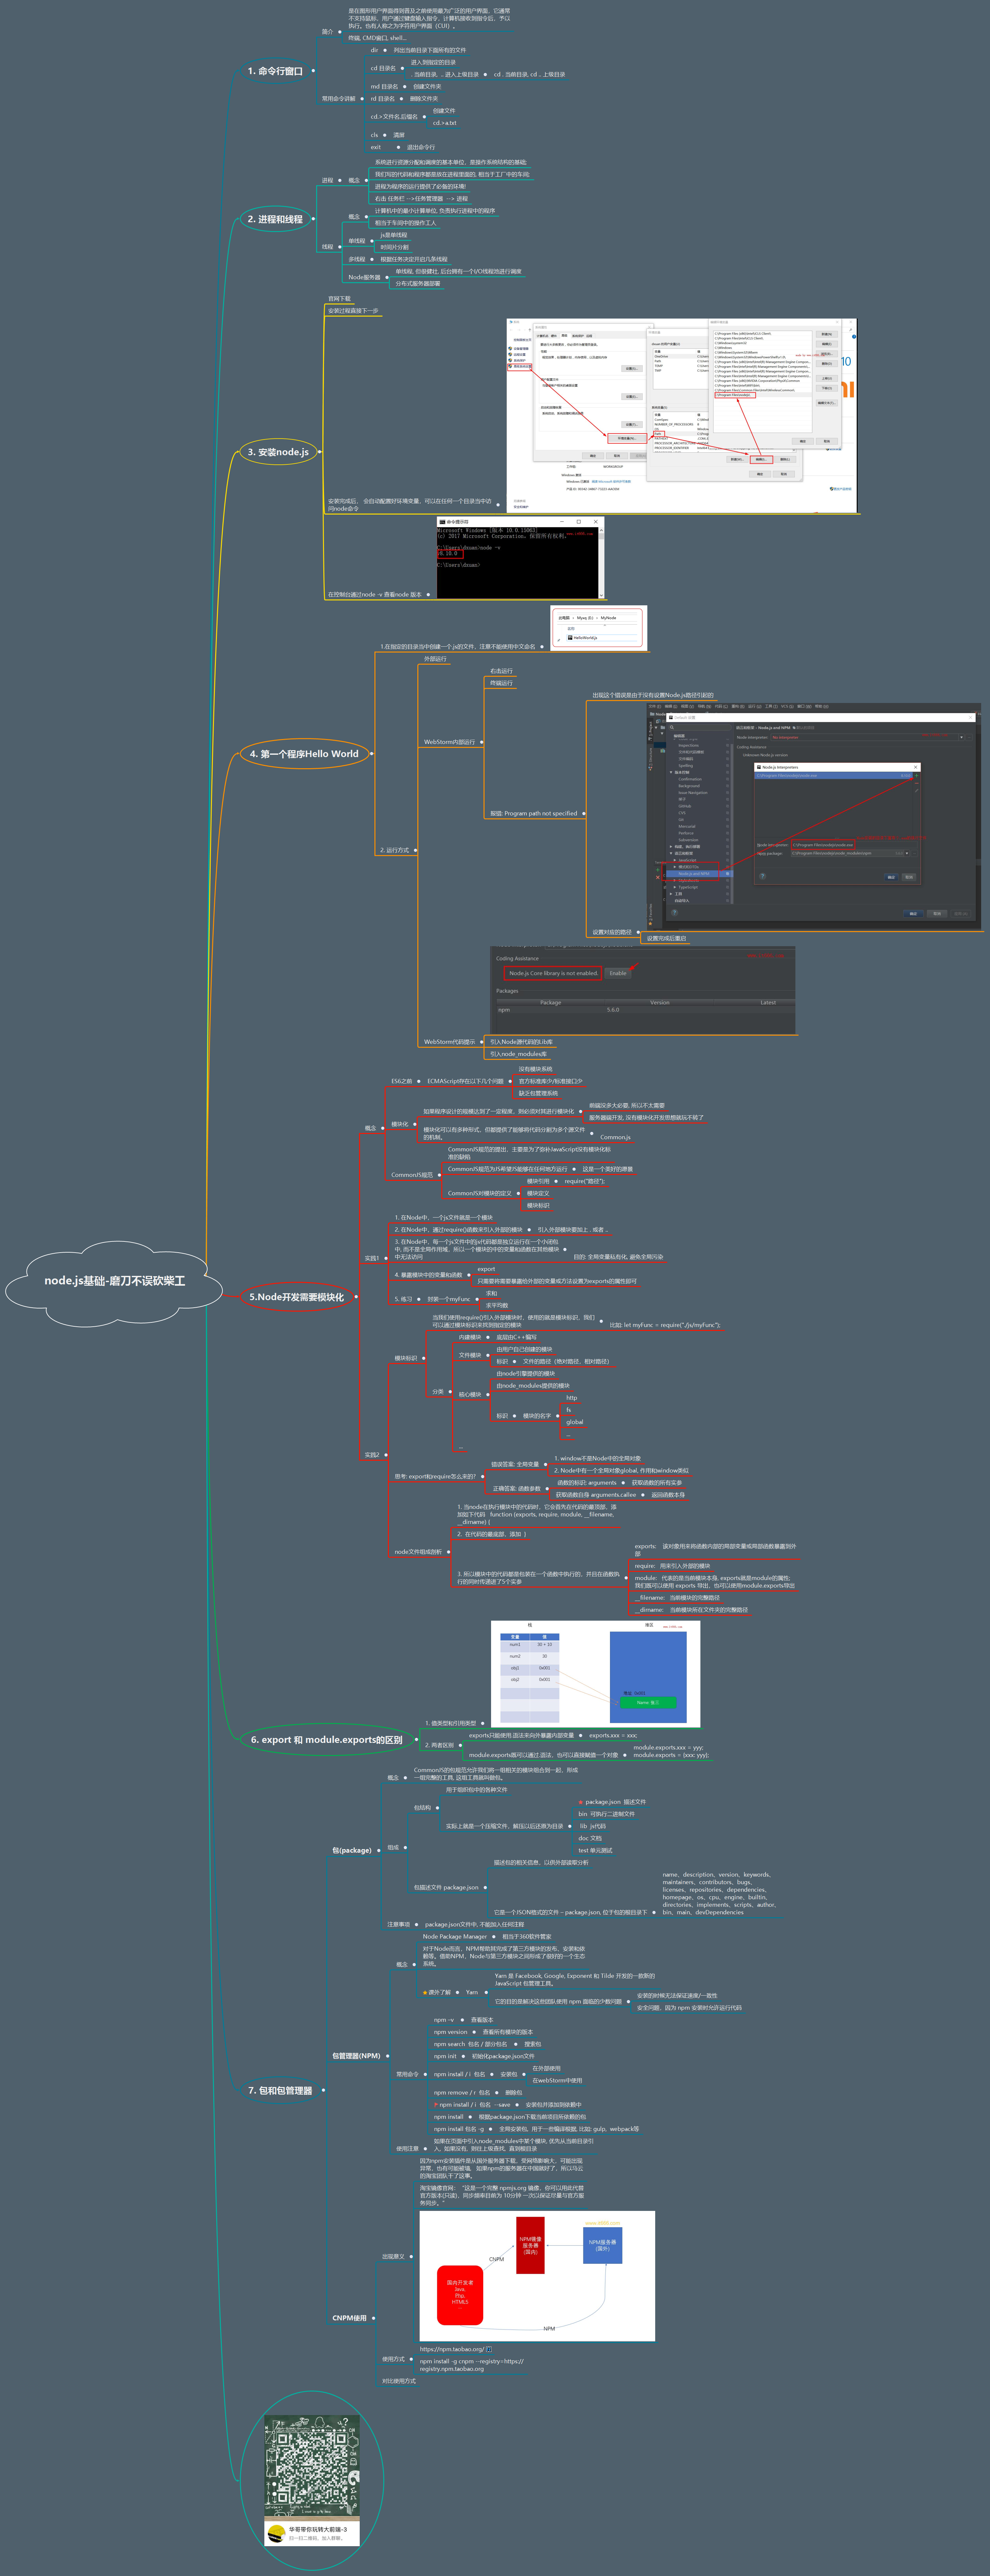 node.js基础-磨刀不误砍柴工
1. 命令行窗口
简介
是在图形用户界面得到普及之前使用最为广泛的用户界面，它通常
不支持鼠标，用户通过键盘输入指令，计算机接收到指令后，予以
执行。也有人称之为字符用户界面（CUI）。
终端, CMD窗口, shell...
常用命令讲解
dir
列出当前目录下面所有的文件
cd 目录名
进入到指定的目录
cd . 当前目录, cd .. 上级目录
md 目录名
创建文件夹
rd 目录名
删除文件夹
cd.>文件名.后缀名
创建文件
cd.>a.txt
cls
清屏
exit
退出命令行
2. 进程和线程
进程
概念
系统进行资源分配和调度的基本单位，是操作系统结构的基础;
我们写的代码和程序都是放在进程里面的, 相当于工厂中的车间;
进程为程序的运行提供了必备的环境!
右击 任务栏 -->任务管理器 --> 进程
线程
概念
计算机中的最小计算单位, 负责执行进程中的程序
相当于车间中的操作工人
单线程
js是单线程
时间片分割
多线程
根据任务决定开启几条线程
Node服务器
单线程, 但很健壮, 后台拥有一个I/O线程池进行调度
分布式服务器部署
3. 安装node.js
官网下载
安装过程直接下一步
安装完成后， 会自动配置好环境变量，可以在任何一个目录当中访
问node命令
命令提示符
Microsoft Windows [版本 10.0.15063]
(c) 2017 Microsoft Corporation。保留所有权利。
在控制台通过node -v 查看node 版本
4. 第一个程序Hello World
1.在指定的目录当中创建一个.js的文件，注意不能使用中文命名
HelloWorld.js
2. 运行方式
外部运行
WebStorm内部运行
右击运行
终端运行
报错: Program path not specified
出现这个错误是由于没有设置Node.js路径引起的
设置对应的路径
设置完成后重启
Coding Assistance
Node.js Core library is not enabled.
Enable
Packages
Package
Version
Latest
npm
5.6.0
WebStorm代码提示
引入Node源代码的Lib库
引入node_modules库
5.Node开发需要模块化
概念
ES6之前
ECMAScript存在以下几个问题
没有模块系统
官方标准库少/标准接口少
缺乏包管理系统
模块化
如果程序设计的规模达到了一定程度，则必须对其进行模块化
前端没多大必要, 所以不太需要
服务器端开发, 没有模块化开发思想就玩不转了
模块化可以有多种形式，但都提供了能够将代码分割为多个源文件
的机制。
Common.js
CommonJS规范
CommonJS规范的提出，主要是为了弥补JavaScript没有模块化标
准的缺陷
CommonJS规范为JS希望JS能够在任何地方运行
这是一个美好的愿景
CommonJS对模块的定义
模块引用
require("路径");
模块定义
模块标识
实践1
1. 在Node中，一个js文件就是一个模块
2. 在Node中，通过require()函数来引入外部的模块
引入外部模块要加上 . 或者 ..
3. 在Node中，每一个js文件中的js代码都是独立运行在一个小闭包
中, 而不是全局作用域，所以一个模块的中的变量和函数在其他模块
中无法访问
目的: 全局变量私有化, 避免全局污染
4. 暴露模块中的变量和函数
export
只需要将需要暴露给外部的变量或方法设置为exports的属性即可
5. 练习
封装一个myFunc
求和
求平均数
实践2
模块标识
当我们使用require()引入外部模块时，使用的就是模块标识，我们
可以通过模块标识来找到指定的模块
比如: let myFunc = require("./js/myFunc");
分类
内建模块
底层由C++编写
文件模块
由用户自己创建的模块
标识
文件的路径（绝对路径，相对路径）
核心模块
由node引擎提供的模块
由node_modules提供的模块
标识
模块的名字
http
fs
global
...
...
思考: export和require怎么来的?
错误答案: 全局变量
1. window不是Node中的全局对象
2. Node中有一个全局对象global, 作用和window类似
正确答案: 函数参数
函数的标识: arguments
获取函数的所有实参
获取函数自身 arguments.callee
返回函数本身
node文件组成剖析
1. 当node在执行模块中的代码时，它会首先在代码的最顶部，添
加如下代码 function (exports, require, module, __filename,
__dirname) {
2. 在代码的最底部，添加 }
3. 所以模块中的代码都是包装在一个函数中执行的，并且在函数执
行的同时传递进了5个实参
exports: 该对象用来将函数内部的局部变量或局部函数暴露到外
部
require: 用来引入外部的模块
module: 代表的是当前模块本身, exports就是module的属性;
我们既可以使用 exports 导出，也可以使用module.exports导出
__filename: 当前模块的完整路径
__dirname: 当前模块所在文件夹的完整路径
6. export 和 module.exports的区别
1. 值类型和引用类型
栈
堆区
变量
值
num1
num2
30
obj1
0x001
obj2
0x001
2. 两者区别
exports只能使用.语法来向外暴露内部变量
exports.xxx = xxx;
module.exports既可以通过.语法，也可以直接赋值一个对象
module.exports.xxx = yyy;
module.exports = {xxx: yyy};
7. 包和包管理器
包(package)
概念
CommonJS的包规范允许我们将一组相关的模块组合到一起，形成
一组完整的工具, 这组工具就叫做包。
组成
包结构
用于组织包中的各种文件
实际上就是一个压缩文件，解压以后还原为目录
package.json 描述文件
bin 可执行二进制文件
lib js代码
doc 文档
text 单元测试
包描述文件 package.json
描述包的相关信息，以供外部读取分析
它是一个JSON格式的文件 – package.json, 位于包的根目录下
name、description、version、keywords、
maintainers、contributors、bugs、
licenses、repositories、dependencies、
homepage、os、cpu、engine、builtin、
directories、implements、scripts、author、
bin、main、devDependencies
注意事项
package.json文件中, 不能加入任何注释
包管理器(NPM)
概念
Node Package Manager
相当于360软件管家
对于Node而言，NPM帮助其完成了第三方模块的发布、安装和依
赖等。借助NPM，Node与第三方模块之间形成了很好的一个生态
系统。
课外了解
Yarn
Yarn 是 Facebook, Google, Exponent 和 Tilde 开发的一款新的
JavaScript 包管理工具。
它的目的是解决这些团队使用 npm 面临的少数问题
安装的时候无法保证速度/一致性
安全问题，因为 npm 安装时允许运行代码
常用命令
npm –v
查看版本
npm version
查看所有模块的版本
npm search 包名 / 部分包名
搜索包
npm init
初始化package.json文件
npm install / i 包名
安装包
在外部使用
在webStorm中使用
npm remove / r 包名
删除包
npm install / i 包名 --save
安装包并添加到依赖中
npm install
根据package.json下载当前项目所依赖的包
npm install 包名 -g
全局安装包, 用于一些编译根据, 比如: gulp、webpack等
使用注意
如果在页面中引入node_modules中某个模块, 优先从当前目录引
入, 如果没有, 则往上级查找, 直到根目录
CNPM使用
出现意义
因为npm安装插件是从国外服务器下载，受网络影响大，可能出现
异常，也有可能被墙，如果npm的服务器在中国就好了，所以马云
的淘宝团队干了这事。
淘宝镜像官网: “这是一个完整 npmjs.org 镜像，你可以用此代替
官方版本(只读)，同步频率目前为 10分钟 一次以保证尽量与官方服
务同步。”
NPM镜像
服务器
(国内)
NPM服务器
(国外)
CNPM
国内开发者
Java,
Php,
HTML5
NPM
使用方式
https://npm.taobao.org/
npm install -g cnpm --registry=https://
registry.npm.taobao.org
对比使用方式
华哥带你玩转大前端-3
扫一扫二维码，加入群聊。